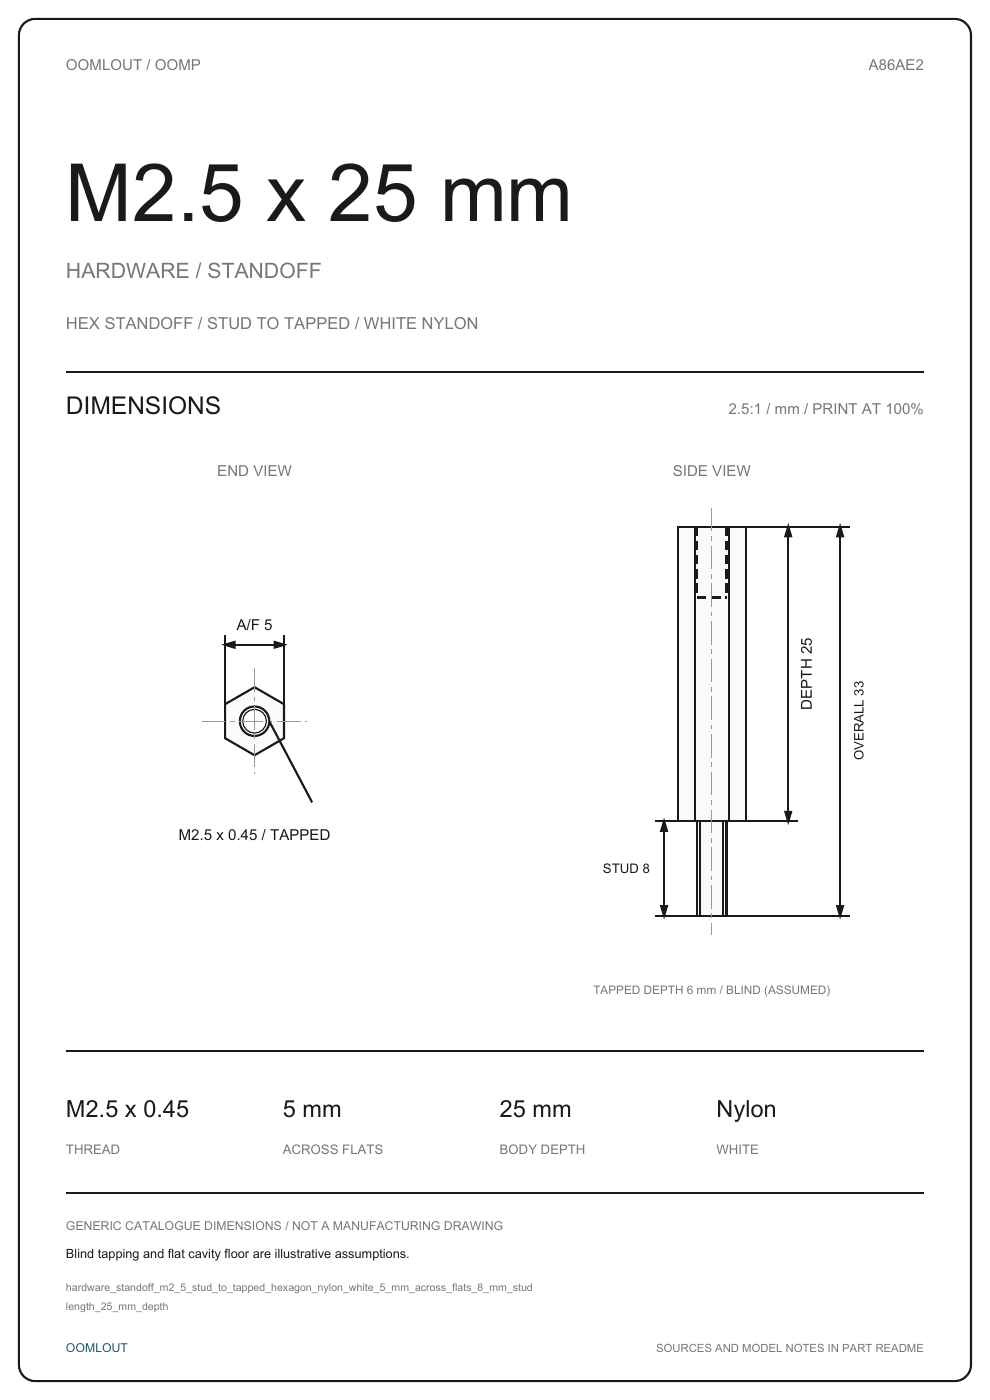 OOMLOUT / OOMP
A86AE2
M2.5 x 25 mm
HARDWARE / STANDOFF
HEX STANDOFF / STUD TO TAPPED / WHITE NYLON
DIMENSIONS
2.5:1 / mm / PRINT AT 100%
END VIEW
SIDE VIEW
A/F 5
M2.5 x 0.45 / TAPPED
DEPTH 25
OVERALL 33
STUD 8
TAPPED DEPTH 6 mm / BLIND (ASSUMED)
M2.5 x 0.45
THREAD
5 mm
ACROSS FLATS
25 mm
BODY DEPTH
Nylon
WHITE
GENERIC CATALOGUE DIMENSIONS / NOT A MANUFACTURING DRAWING
Blind tapping and flat cavity floor are illustrative assumptions.
hardware_standoff_m2_5_stud_to_tapped_hexagon_nylon_white_5_mm_across_flats_8_mm_stud
length_25_mm_depth
OOMLOUT
SOURCES AND MODEL NOTES IN PART README